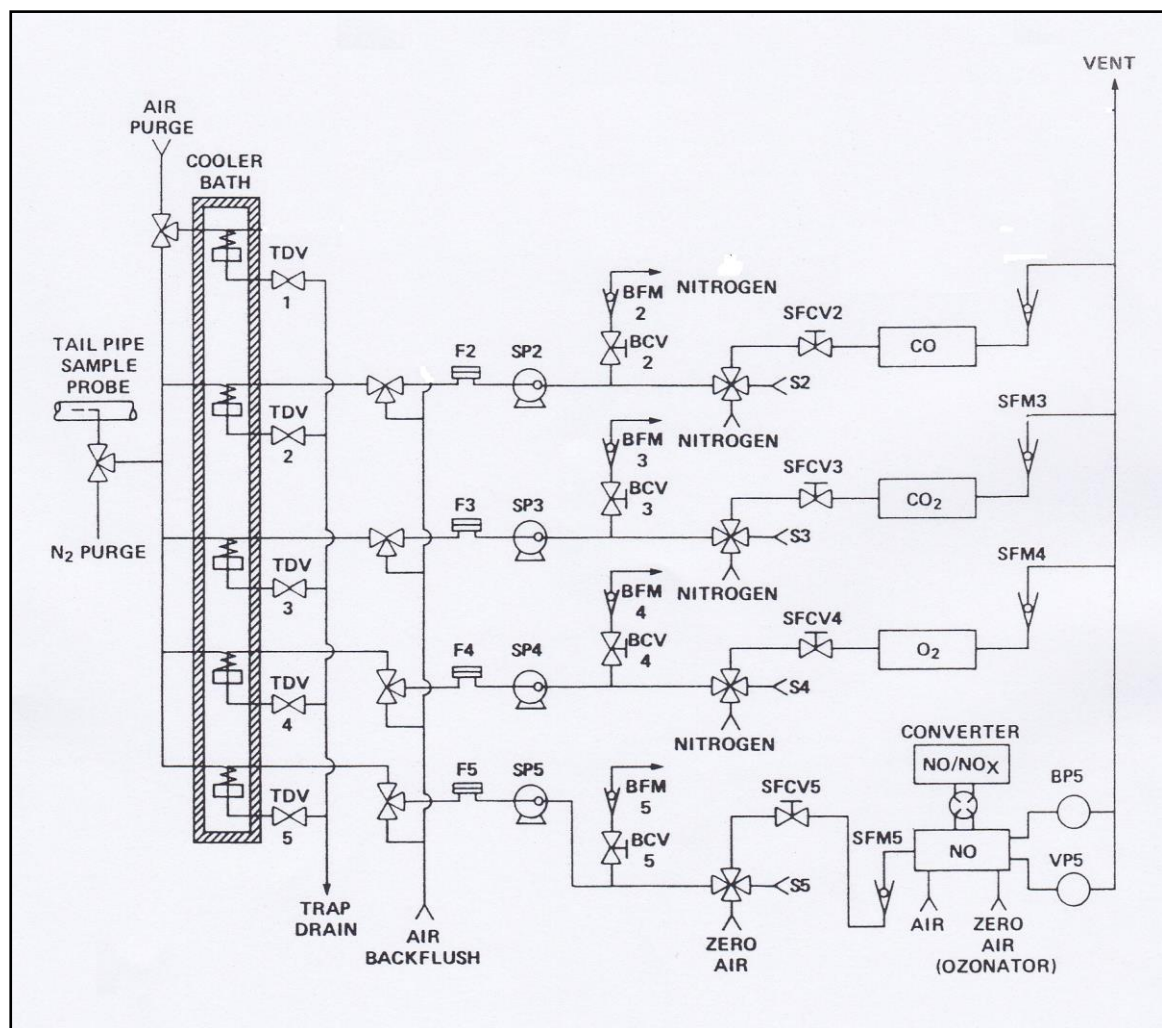 VENT
AIR
PURGE
COOLER
BATH
TDV
1
NITROGEN
BFM
2
SFCV2
BCV
2
CO
F2
SP2
S2
TAIL PIPE
SAMPLE
PROBE
TDV
2
NITROGEN
SFM3
BFM
3
SFCV3
BCV
3
CO2
F3
SP3
S3
N2 PURGE
TDV
3
NITROGEN
SFM4
BFM
4
SFCV4
BCV
4
O2
F4
SP4
S4
TDV
4
NITROGEN
CONVERTER
NO/NOX
BP5
F5
SP5
BFM
5
SFCV5
TDV
5
BCV
5
SFM5
NO
VP5
S5
TRAP
DRAIN
AIR
BACKFLUSH
ZERO
AIR
AIR
ZERO
AIR
(OZONATOR)